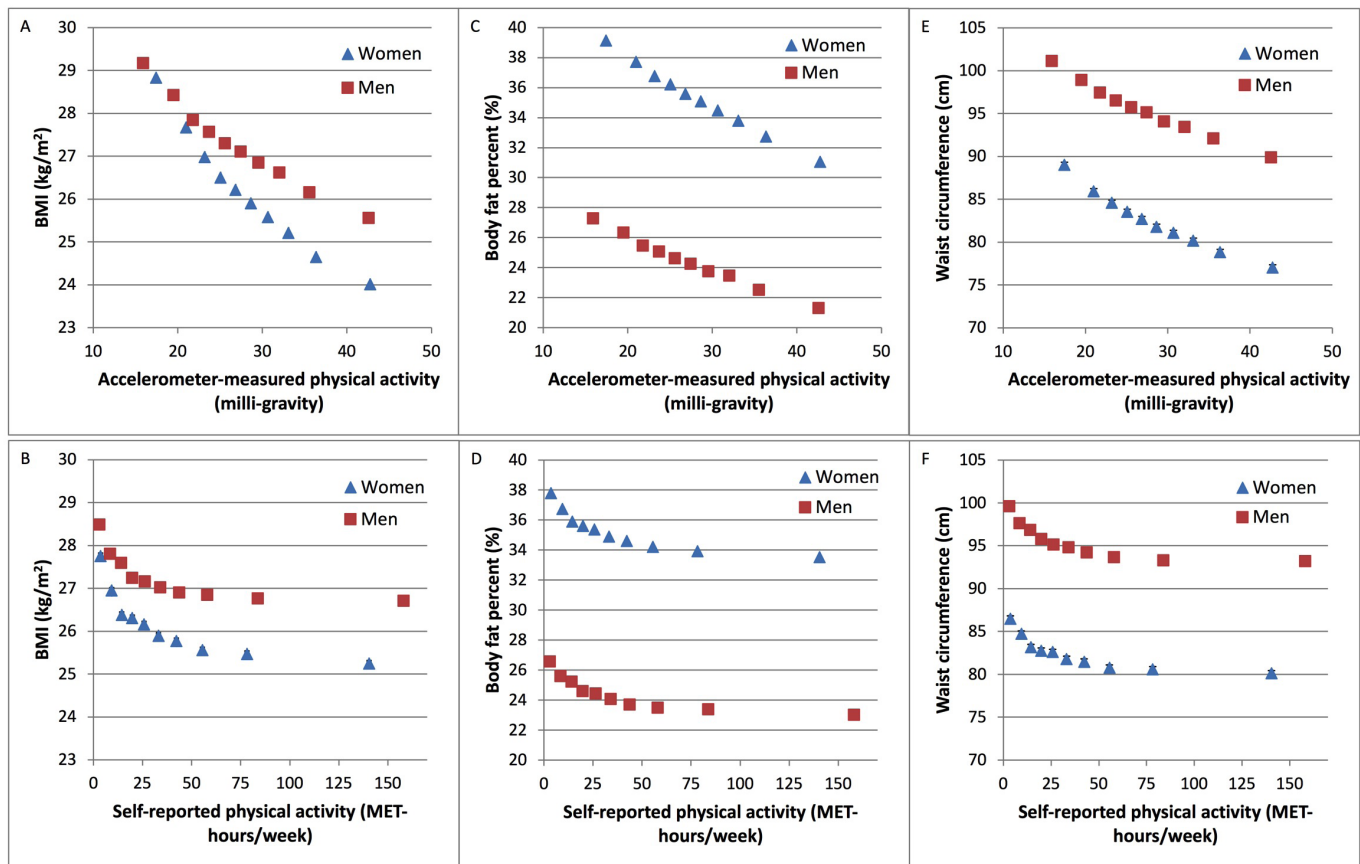 A
BMI (kg/m²)
30
29
28
27
26
25
24
23
Women
Men
10 20 30 40 50
Accelerometer-measured physical activity
(milli-gravity)
C
Body fat percent (%)
40
38
36
34
32
30
28
26
24
22
20
Women
Men
10 20 30 40 50
Accelerometer-measured physical activity
(milli-gravity)
E
Waist circumference (cm)
105
100
95
90
85
80
75
70
Women
Men
10 20 30 40 50
Accelerometer-measured physical activity
(milli-gravity)
B
BMI (kg/m²)
30
29
28
27
26
25
24
23
Women
Men
0 25 50 75 100 125 150
Self-reported physical activity (MET-
hours/week)
D
Body fat percent (%)
40
38
36
34
32
30
28
26
24
22
20
Women
Men
0 25 50 75 100 125 150
Self-reported physical activity (MET-
hours/week)
F
Waist circumference (cm)
105
100
95
90
85
80
75
70
Women
Men
0 25 50 75 100 125 150
Self-reported physical activity (MET-
hours/week)